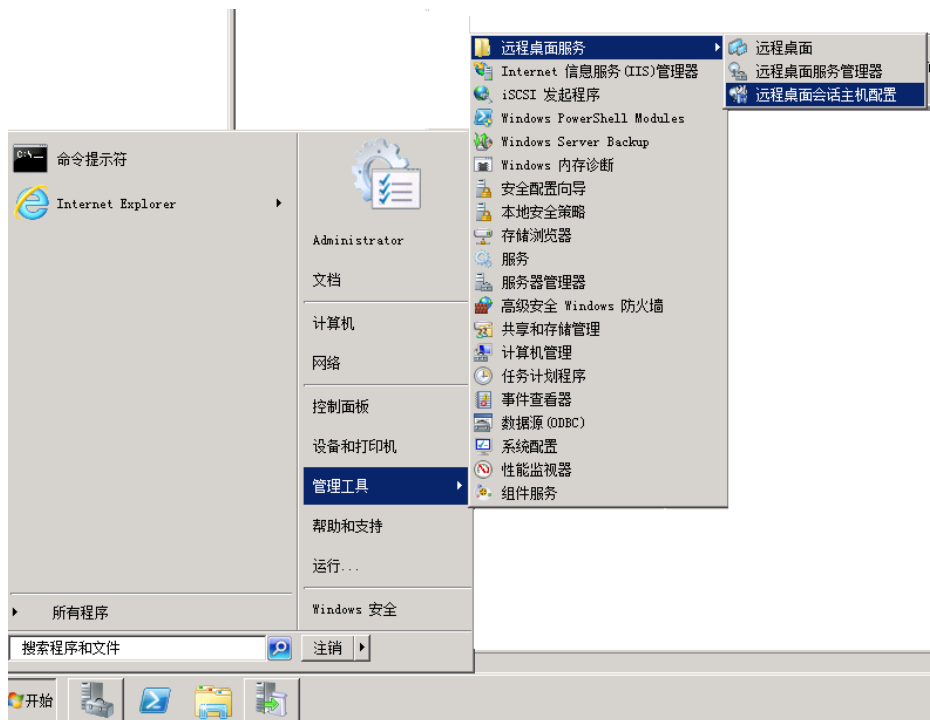 命令提示符
Internet Explorer
Administrator
文档
计算机
网络
控制面板
设备和打印机
管理工具
帮助和支持
运行...
Windows 安全
所有程序
搜索程序和文件
注销
开始
远程桌面服务
Internet 信息服务(IIS)管理器
iSCSI 发起程序
Windows PowerShell Modules
Windows Server Backup
Windows 内存诊断
安全配置向导
本地安全策略
存储浏览器
服务
服务器管理器
高级安全 Windows 防火墙
共享和存储管理
计算机管理
任务计划程序
事件查看器
数据源(ODBC)
系统配置
性能监视器
组件服务
远程桌面
远程桌面服务管理器
远程桌面会话主机配置